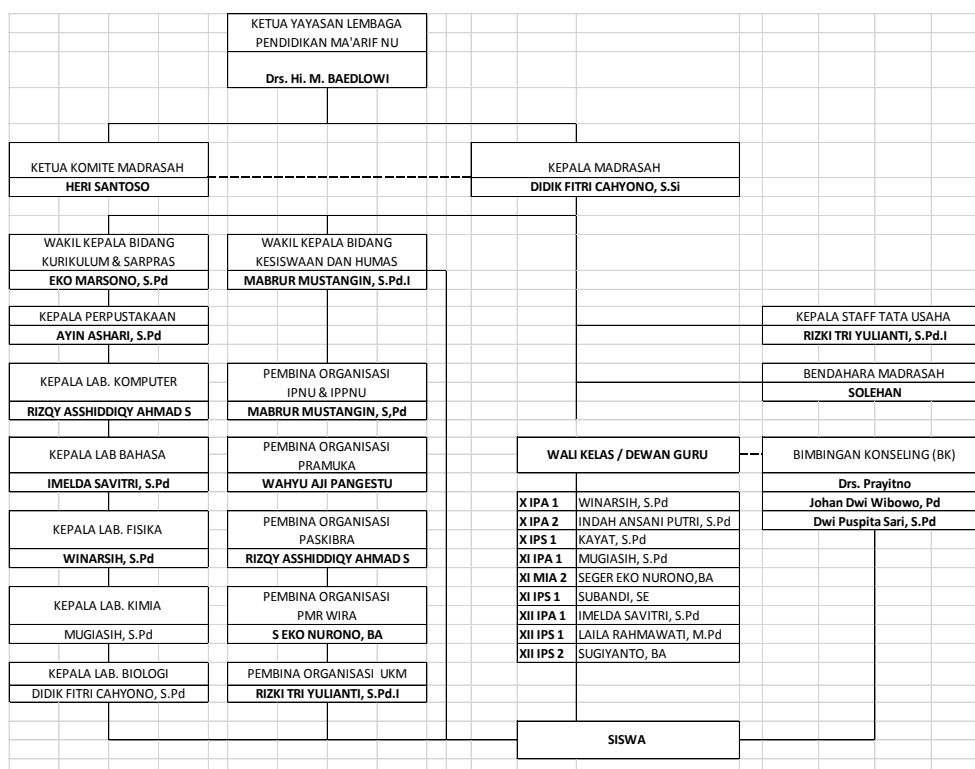 KETUA YAYASAN LEMBAGA
PENDIDIKAN MA'ARIF NU
Drs. Hi. M. BAEDLOWI
KETUA KOMITE MADRASAH
HERI SANTOSO
KEPALA MADRASAH
DIDIK FITRI CAHYONO, S.Si
WAKIL KEPALA BIDANG
KURIKULUM & SARPRAS
EKO MARSONO, S.Pd
WAKIL KEPALA BIDANG
KESISWAAN DAN HUMAS
MABRUR MUSTANGIN, S.Pd.I
KEPALA PERPUSTAKAAN
AYIN ASHARI, S.Pd
KEPALA STAFF TATA USAHA
RIZKI TRI YULIANTI, S.Pd.I
KEPALA LAB. KOMPUTER
RIZQY ASSHIDDIQY AHMAD S
PEMBINA ORGANISASI
IPNU & IPPNU
MABRUR MUSTANGIN, S,Pd
BENDAHARA MADRASAH
SOLEHAN
KEPALA LAB BAHASA
IMELDA SAVITRI, S.Pd
PEMBINA ORGANISASI
PRAMUKA
WAHYU AJI PANGESTU
WALI KELAS / DEWAN GURU
BIMBINGAN KONSELING (BK)
Drs. Prayitno
Johan Dwi Wibowo, Pd
Dwi Puspita Sari, S.Pd
X IPA 1 WINARSIH, S.Pd
X IPA 2 INDAH ANSANI PUTRI, S.Pd
X IPS 1 KAYAT, S.Pd
XI IPA 1 MUGIASIH, S.Pd
XI MIA 2 SEGER EKO NURONO,BA
XI IPS 1 SUBANDI, SE
XII IPA 1 IMELDA SAVITRI, S.Pd
XII IPS 1 LAILA RAHMAWATI, M.Pd
XII IPS 2 SUGIYANTO, BA
KEPALA LAB. FISIKA
WINARSIH, S.Pd
PEMBINA ORGANISASI
PASKIBRA
RIZQY ASSHIDDIQY AHMAD S
KEPALA LAB. KIMIA
MUGIASIH, S.Pd
PEMBINA ORGANISASI
PMR WIRA
S EKO NURONO, BA
KEPALA LAB. BIOLOGI
DIDIK FITRI CAHYONO, S.Pd
PEMBINA ORGANISASI UKM
RIZKI TRI YULIANTI, S.Pd.I
SISWA